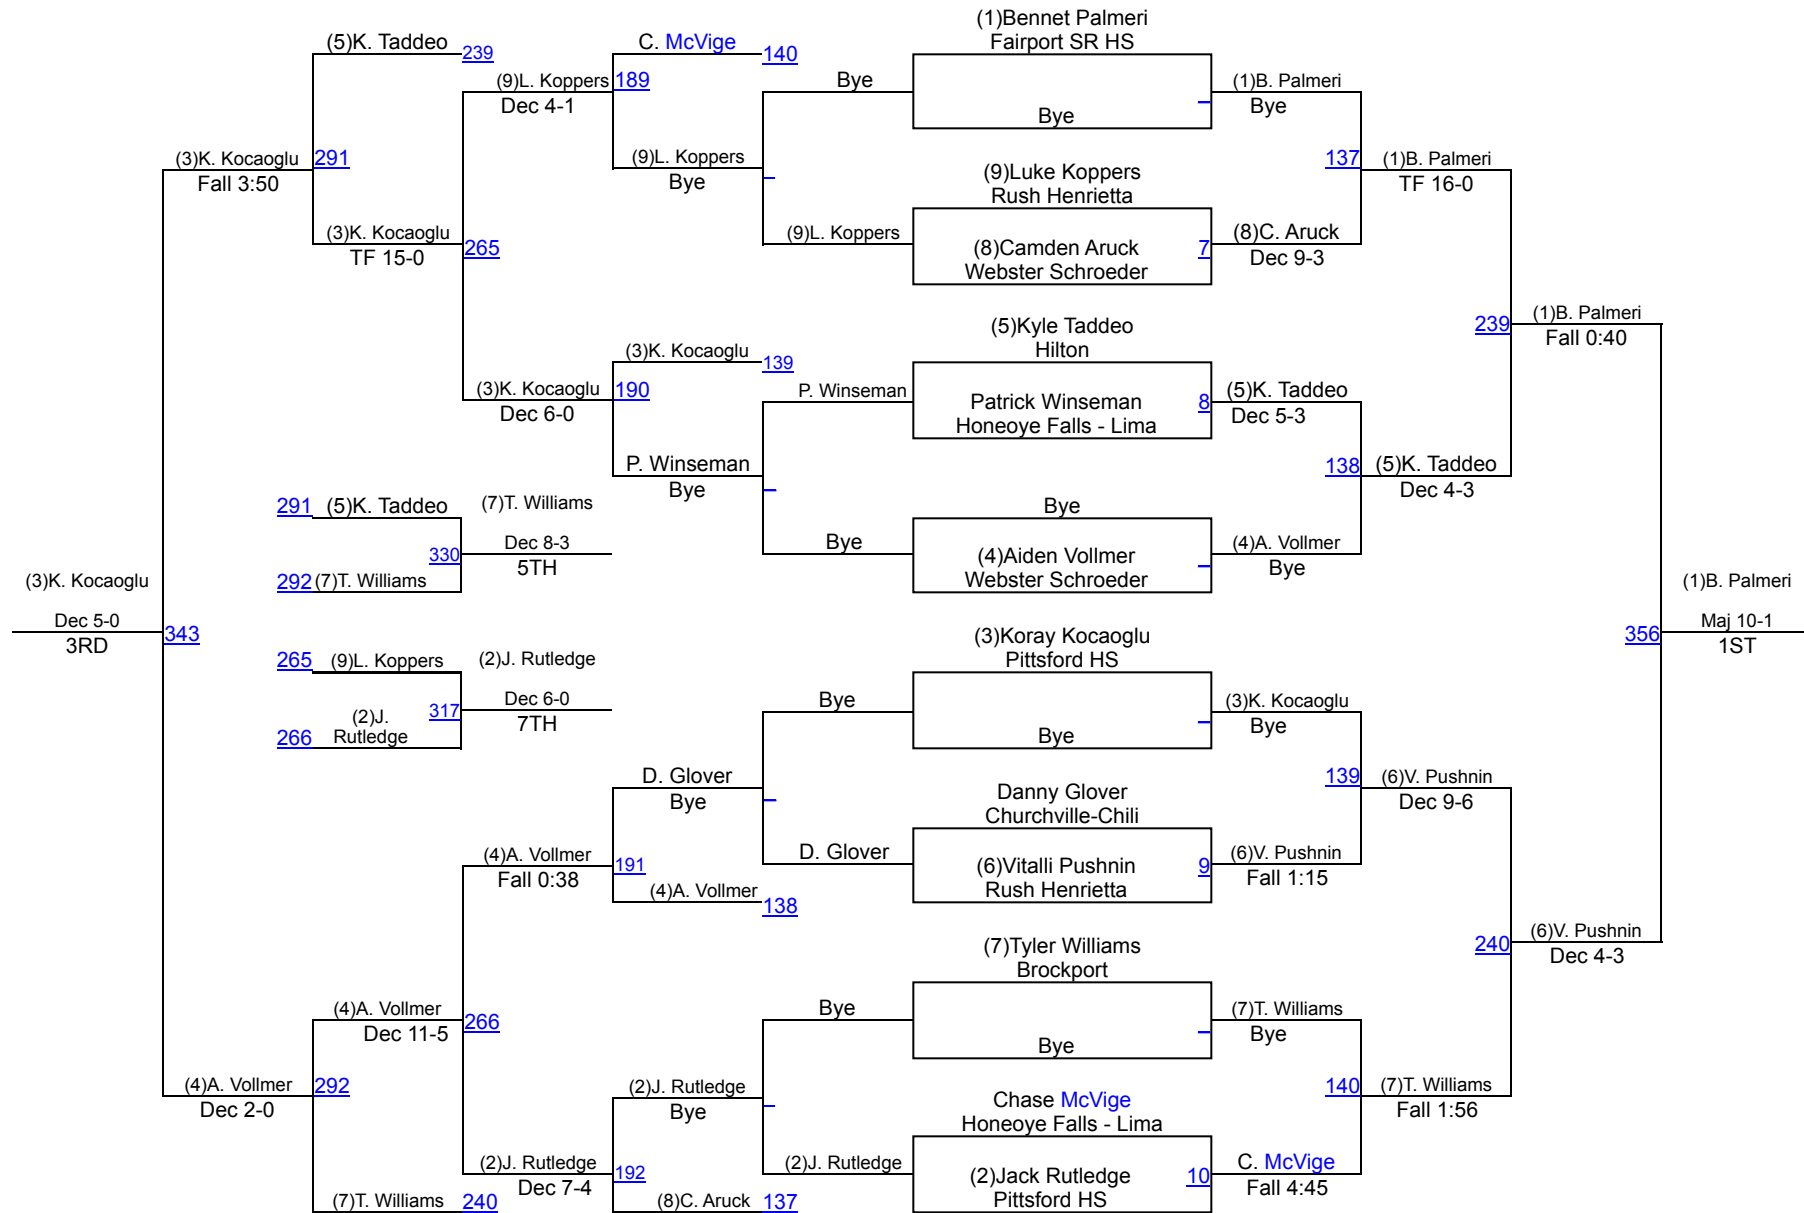 (1)Bennet Palmeri
Fairport SR HS
Bye
(9)Luke Koppers
Rush Henrietta
(8)Camden Aruck
Webster Schroeder
7
(5)Kyle Taddeo
Hilton
Patrick Winseman
Honeoye Falls - Lima
8
Bye
(4)Aiden Vollmer
Webster Schroeder
(3)Koray Kocaoglu
Pittsford HS
Bye
Danny Glover
Churchville-Chili
(6)Vitalli Pushnin
Rush Henrietta
9
(7)Tyler Williams
Brockport
Bye
Chase McVige
Honeoye Falls - Lima
(2)Jack Rutledge
Pittsford HS
10
(1)B. Palmeri
Bye
(8)C. Aruck
Dec 9-3
(5)K. Taddeo
Dec 5-3
(4)A. Vollmer
Bye
(3)K. Kocaoglu
Bye
(6)V. Pushnin
Fall 1:15
(7)T. Williams
Bye
C. McVige
Fall 4:45
137
(1)B. Palmeri
TF 16-0
138
(5)K. Taddeo
Dec 4-3
139
(6)V. Pushnin
Dec 9-6
140
(7)T. Williams
Fall 1:56
239
(1)B. Palmeri
Fall 0:40
240
(6)V. Pushnin
Dec 4-3
356
(1)B. Palmeri
Maj 10-1
1ST
Bye
(9)L. Koppers
P. Winseman
Bye
Bye
D. Glover
Bye
(2)J. Rutledge
C. McVige
140
(9)L. Koppers
Bye
(3)K. Kocaoglu
139
P. Winseman
Bye
D. Glover
Bye
(4)A. Vollmer
138
(2)J. Rutledge
Bye
(8)C. Aruck
137
(9)L. Koppers
189
Dec 4-1
(3)K. Kocaoglu
190
Dec 6-0
(4)A. Vollmer
191
Fall 0:38
(2)J. Rutledge
192
Dec 7-4
(5)K. Taddeo
239
(3)K. Kocaoglu
265
TF 15-0
(4)A. Vollmer
266
Dec 11-5
(7)T. Williams
240
(3)K. Kocaoglu
291
Fall 3:50
(4)A. Vollmer
292
Dec 2-0
(3)K. Kocaoglu
Dec 5-0
343
3RD
291
(5)K. Taddeo
292
(7)T. Williams
330
(7)T. Williams
Dec 8-3
5TH
265
(9)L. Koppers
266
(2)J.
Rutledge
317
(2)J. Rutledge
Dec 6-0
7TH